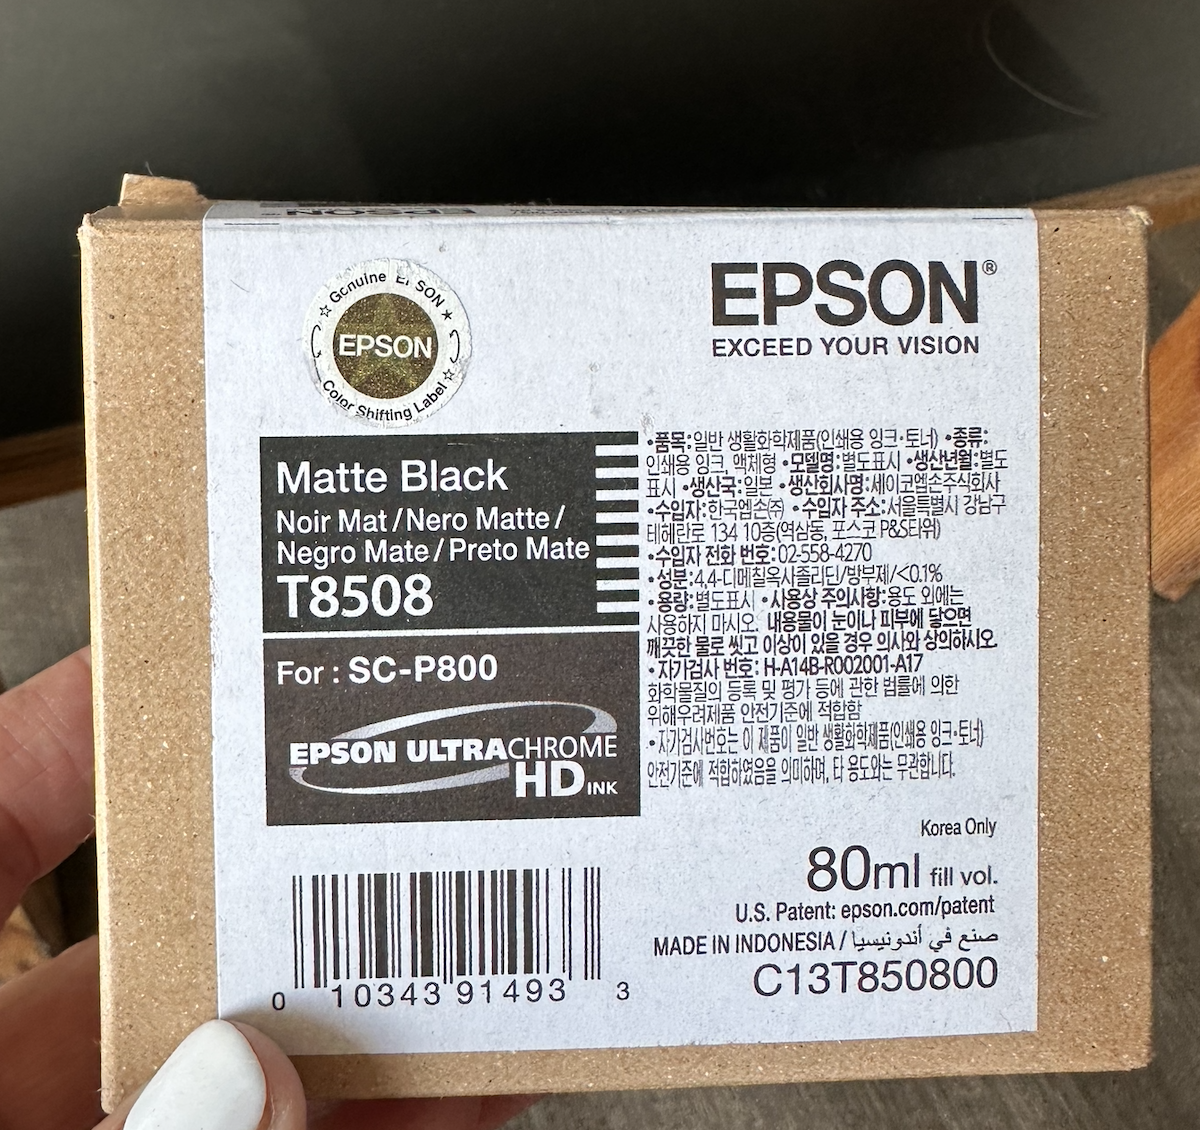 Genuine EPSON
EPSON
Color Shifting Label
EPSON®
EXCEED YOUR VISION
Matte Black
Noir Mat / Nero Matte /
Negro Mate / Preto Mate
T8508
For : SC-P800
EPSON ULTRACHROME
HD INK
•품목:일반 생활화학제품(인쇄용 잉크·토너) •종류:
인쇄용 잉크, 액체형 •모델명:별도표시 •생산년월:별도
표시 •생산국:일본 •생산회사명:세이코엡손주식회사
•수입자:한국엡손㈜ •수입자 주소:서울특별시 강남구
테헤란로 134 10층(역삼동, 포스코 P&S타워)
•수입자 전화 번호:02-558-4270
•성분:4,4-디메칠옥사졸리딘/방부제/<0.1%
•용량:별도표시 •사용상 주의사항:용도 외에는
사용하지 마시오. 내용물이 눈이나 피부에 닿으면
깨끗한 물로 씻고 이상이 있을 경우 의사와 상의하시오.
•자가검사 번호: H-A14B-R002001-A17
화학물질의 등록 및 평가 등에 관한 법률에 의한
위해우려제품 안전기준에 적합함
•자가검사번호는 이 제품이 일반 생활화학제품(인쇄용 잉크·토너)
안전기준에 적합하였음을 의미하며, 타 용도와는 무관합니다.
Korea Only
80ml fill vol.
U.S. Patent: epson.com/patent
MADE IN INDONESIA / صنع في أندونيسيا
C13T850800
0 10343 91493 3